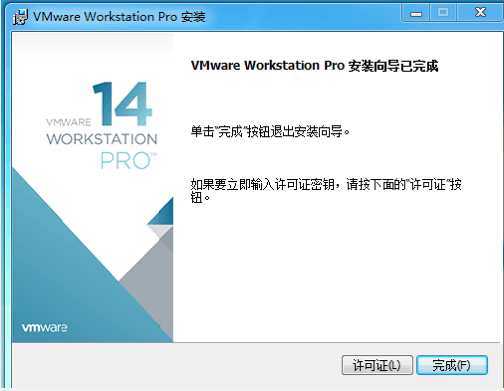 VMware Workstation Pro 安装
VMware Workstation Pro 安装向导已完成
14
VMWARE
WORKSTATION
PRO™
单击"完成"按钮退出安装向导。
如果要立即输入许可证密钥，请按下面的"许可证"按
钮。
vmware
许可证(L)
完成(F)